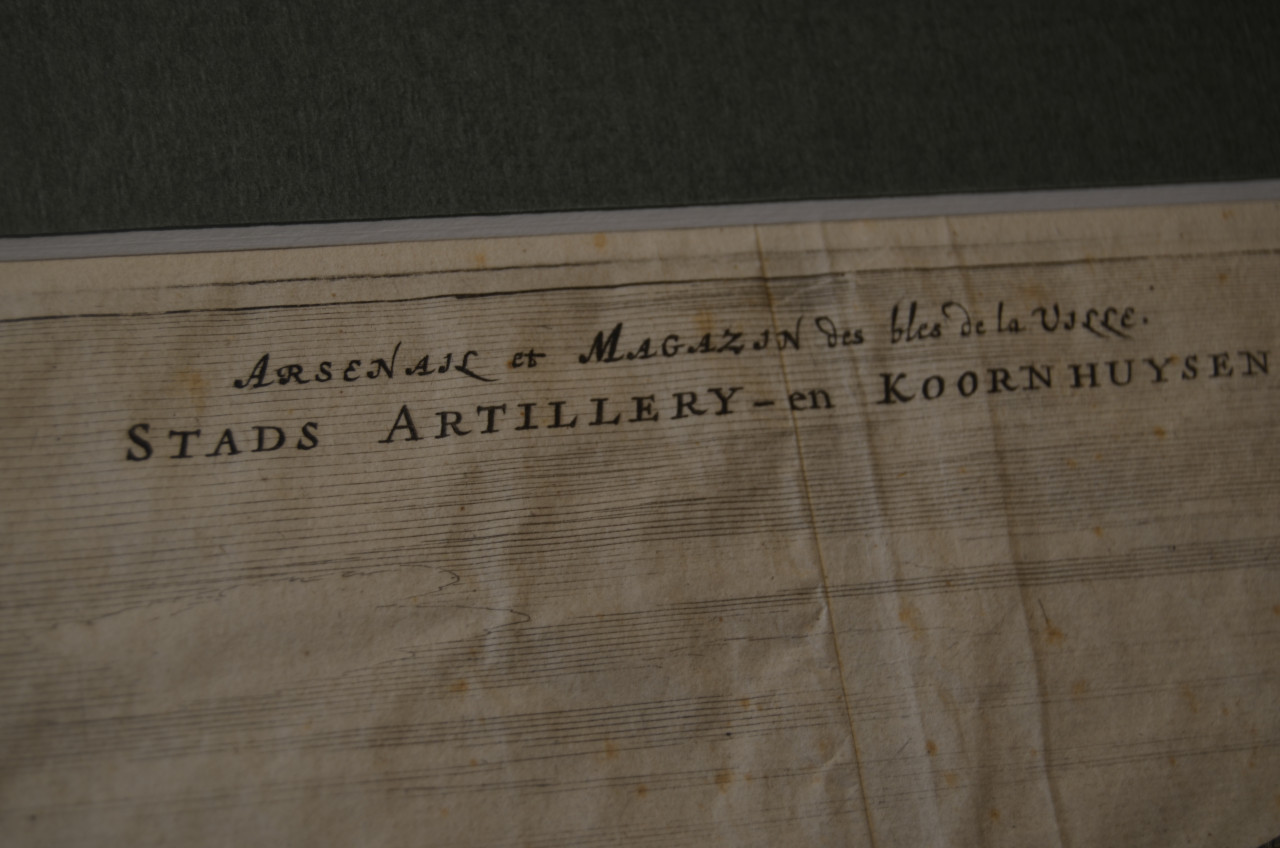 ARSENAIL et MAGAZIN des bles de la VILLE.
STADS ARTILLERY-en KOORNHUYSEN